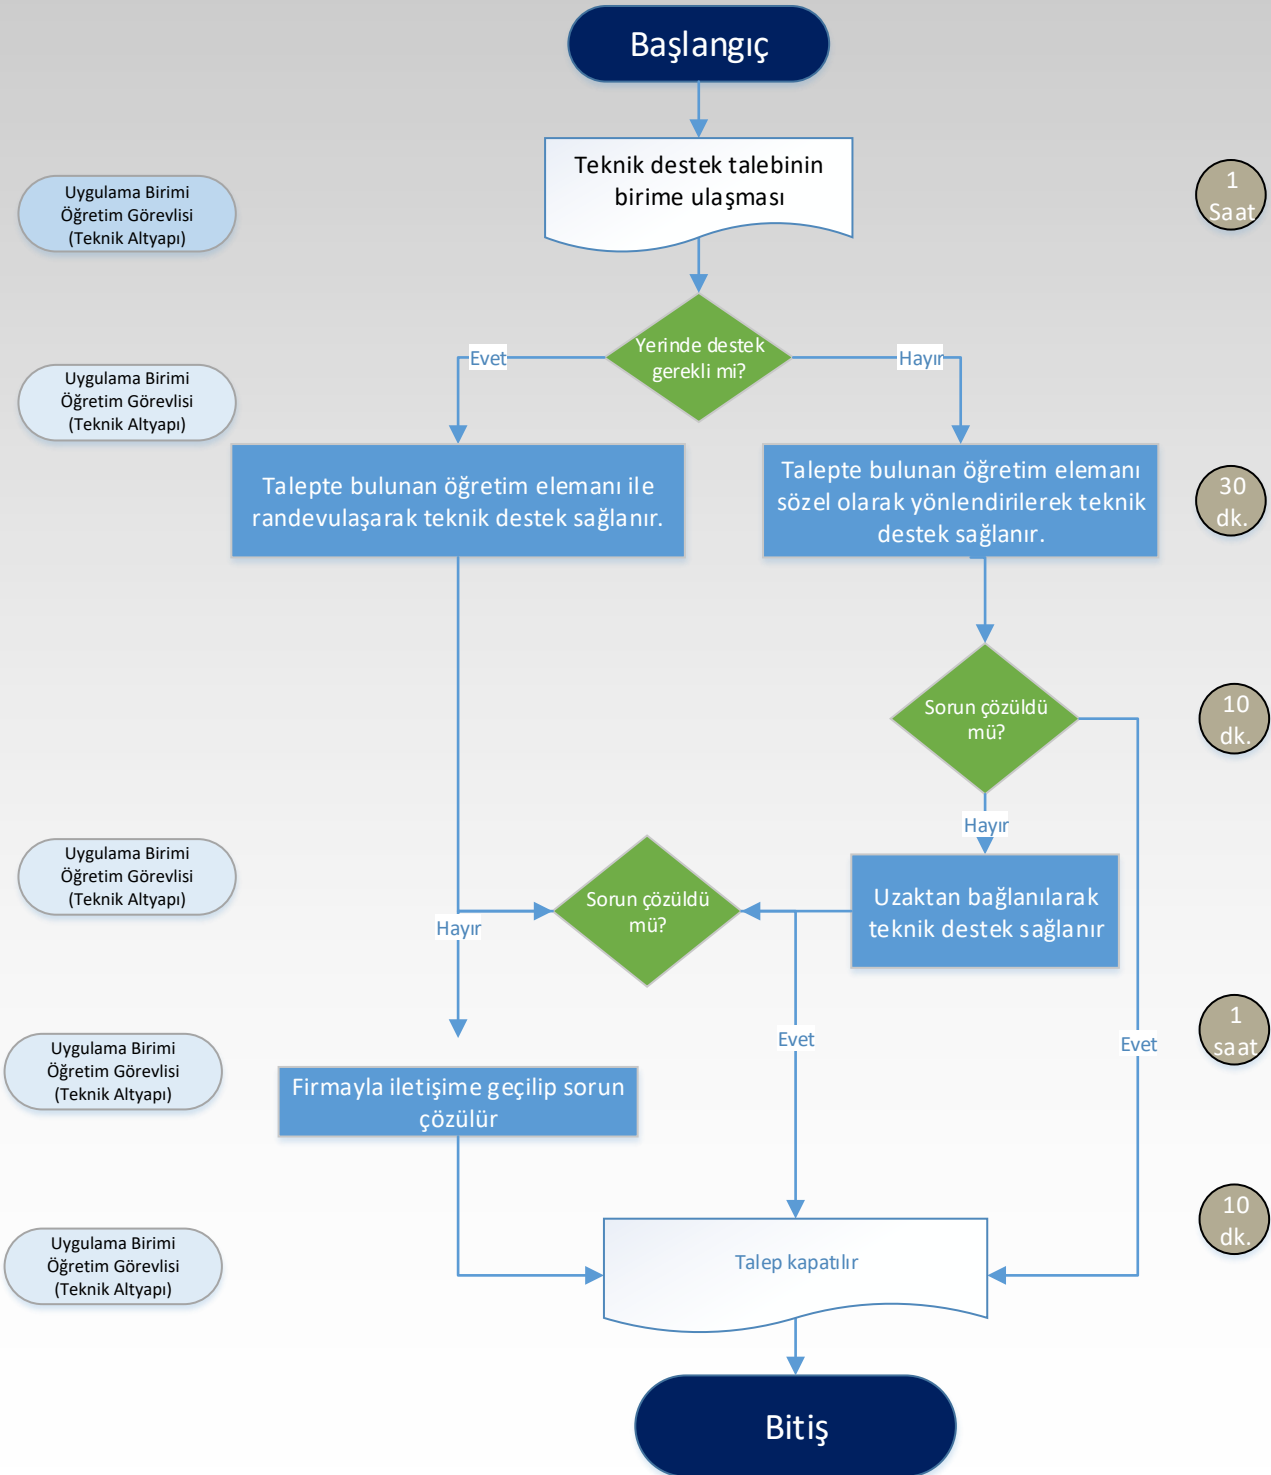 Başlangıç
Teknik destek talebinin
birime ulaşması
Uygulama Birimi
Öğretim Görevlisi
(Teknik Altyapı)
1
Saat
Yerinde destek
gerekli mi?
Evet
Hayır
Uygulama Birimi
Öğretim Görevlisi
(Teknik Altyapı)
Talepte bulunan öğretim elemanı ile
randevulaşarak teknik destek sağlanır.
Talepte bulunan öğretim elemanı
sözel olarak yönlendirilerek teknik
destek sağlanır.
30
dk.
Sorun çözüldü
mü?
10
dk.
Hayır
Uygulama Birimi
Öğretim Görevlisi
(Teknik Altyapı)
Sorun çözüldü
mü?
Uzaktan bağlanılarak
teknik destek sağlanır
Hayır
Evet
Evet
1
saat
Uygulama Birimi
Öğretim Görevlisi
(Teknik Altyapı)
Firmayla iletişime geçilip sorun
çözülür
10
dk.
Uygulama Birimi
Öğretim Görevlisi
(Teknik Altyapı)
Talep kapatılır
Bitiş